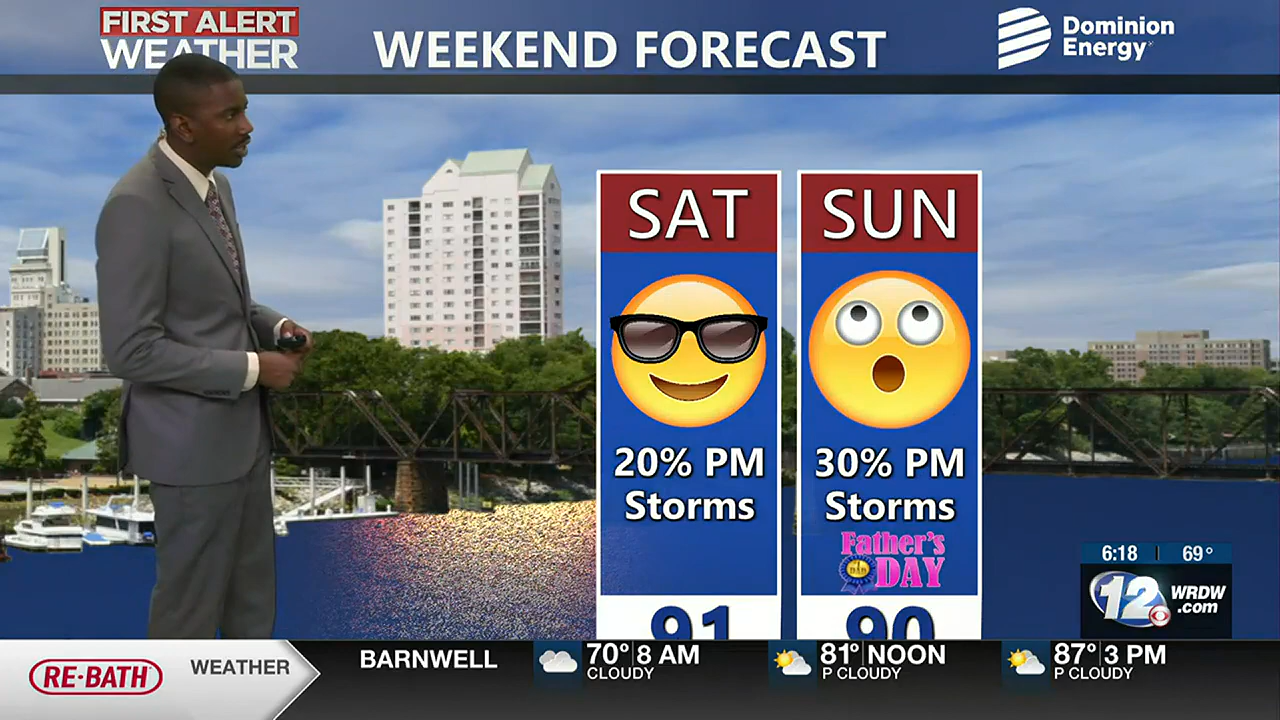 FIRST ALERT
WEATHER
WEEKEND FORECAST
Dominion
Energy
SAT
SUN
20% PM
Storms
30% PM
Storms
Father's
DAY
91
90
6:18 | 69°
12 WRDW
.com
RE·BATH
WEATHER
BARNWELL
70° 8 AM
CLOUDY
81° NOON
P CLOUDY
87° 3 PM
P CLOUDY